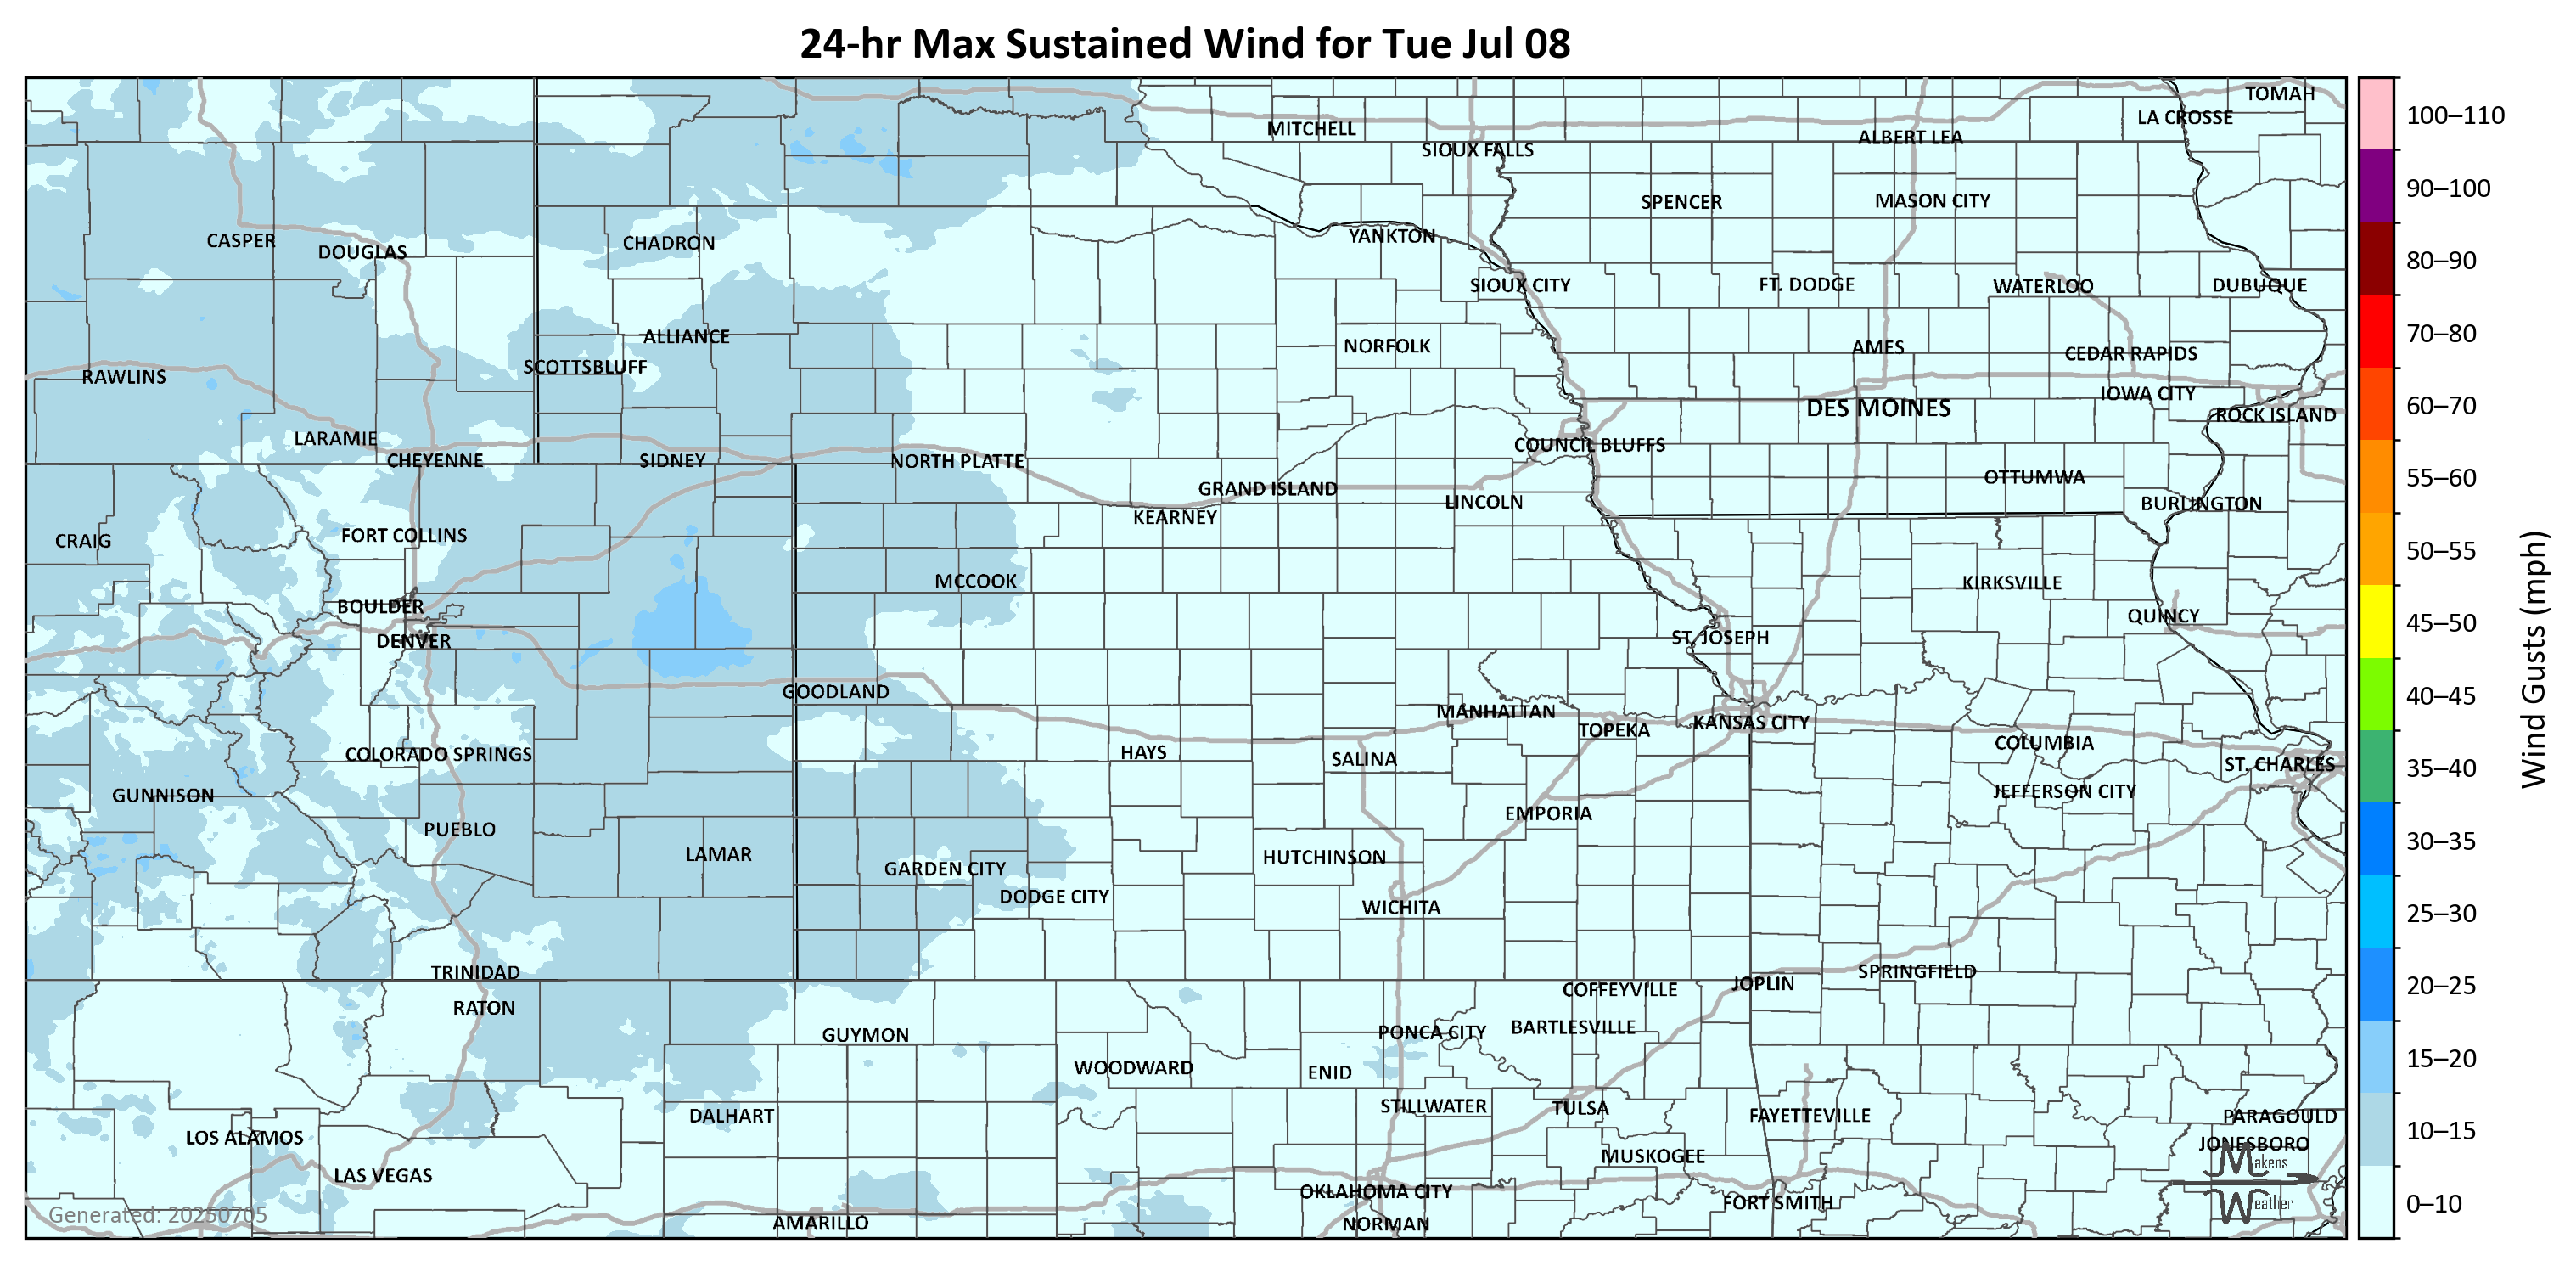 24-hr Max Sustained Wind for Tue Jul 08
TOMAH
LA CROSSE
MITCHELL
ALBERT LEA
SIOUX FALLS
SPENCER
MASON CITY
CASPER
DOUGLAS
CHADRON
YANKTON
SIOUX CITY
FT. DODGE
WATERLOO
DUBUQUE
ALLIANCE
NORFOLK
AMES
CEDAR RAPIDS
SCOTTSBLUFF
RAWLINS
IOWA CITY
DES MOINES
ROCK ISLAND
LARAMIE
COUNCIL BLUFFS
CHEYENNE
SIDNEY
NORTH PLATTE
OTTUMWA
GRAND ISLAND
LINCOLN
BURLINGTON
KEARNEY
FORT COLLINS
CRAIG
MCCOOK
KIRKSVILLE
BOULDER
QUINCY
DENVER
ST. JOSEPH
GOODLAND
MANHATTAN
TOPEKA
KANSAS CITY
COLORADO SPRINGS
HAYS
SALINA
COLUMBIA
ST. CHARLES
GUNNISON
JEFFERSON CITY
EMPORIA
PUEBLO
LAMAR
HUTCHINSON
GARDEN CITY
DODGE CITY
WICHITA
TRINIDAD
SPRINGFIELD
JOPLIN
COFFEYVILLE
RATON
GUYMON
PONCA CITY
BARTLESVILLE
WOODWARD
ENID
DALHART
STILLWATER
TULSA
FAYETTEVILLE
PARAGOULD
LOS ALAMOS
JONESBORO
LAS VEGAS
MUSKOGEE
OKLAHOMA CITY
FORT SMITH
AMARILLO
NORMAN
Generated: 20250705
Makens
Weather
100–110
90–100
80–90
70–80
60–70
55–60
50–55
45–50
40–45
35–40
30–35
25–30
20–25
15–20
10–15
0–10
Wind Gusts (mph)